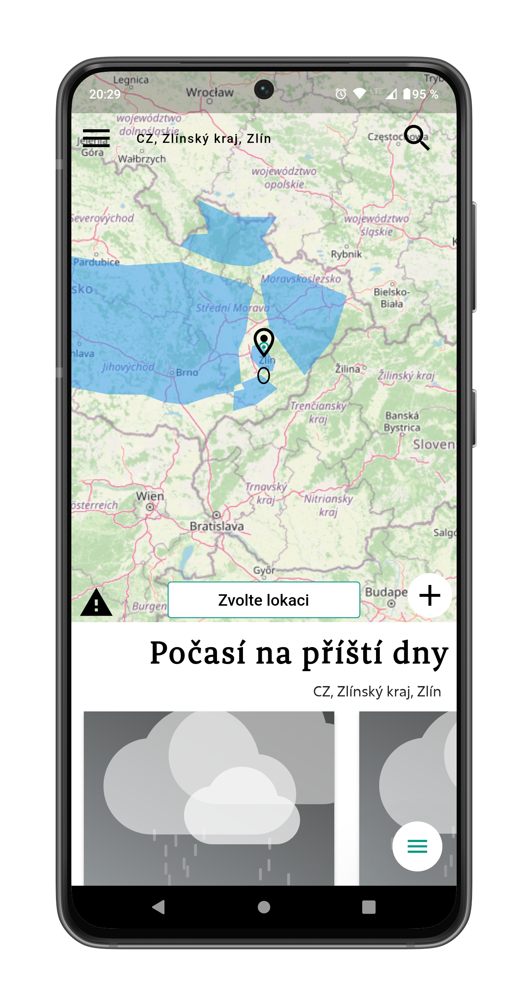 Legnica
Tryb
20:29
Wrocław
LTE
95 %
województwo
dolnośląskie
Jelenia
Góra
CZ, Zlínský kraj, Zlín
Częstochowa
Wałbrzych
województwo
opolskie
Severovýchod
województwo
śląskie
K
Rybnik
Pardubice
Moravskoslezsko
sko
Bielsko-
Biała
Střední Morava
hlava
Zlín
Jihovýchod
Brno
Žilina
Žilinský kraj
Trenčiansky
kraj
Banská
Bystrica
Sloven
Trnavský
kraj
Wien
Nitriansky
kraj
österreich
Bratislava
Salgó
Győr
Budape
Zvolte lokaci
Burgen
Počasí na příští dny
CZ, Zlínský kraj, Zlín